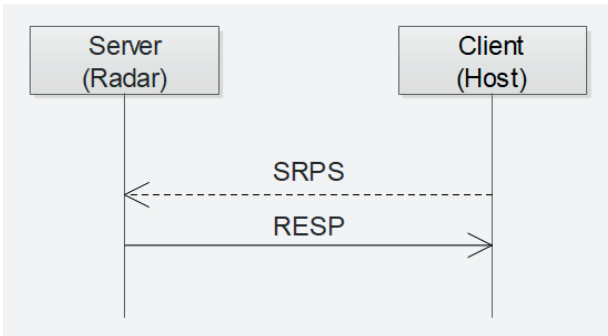 Server
(Radar)
Client
(Host)
SRPS
RESP